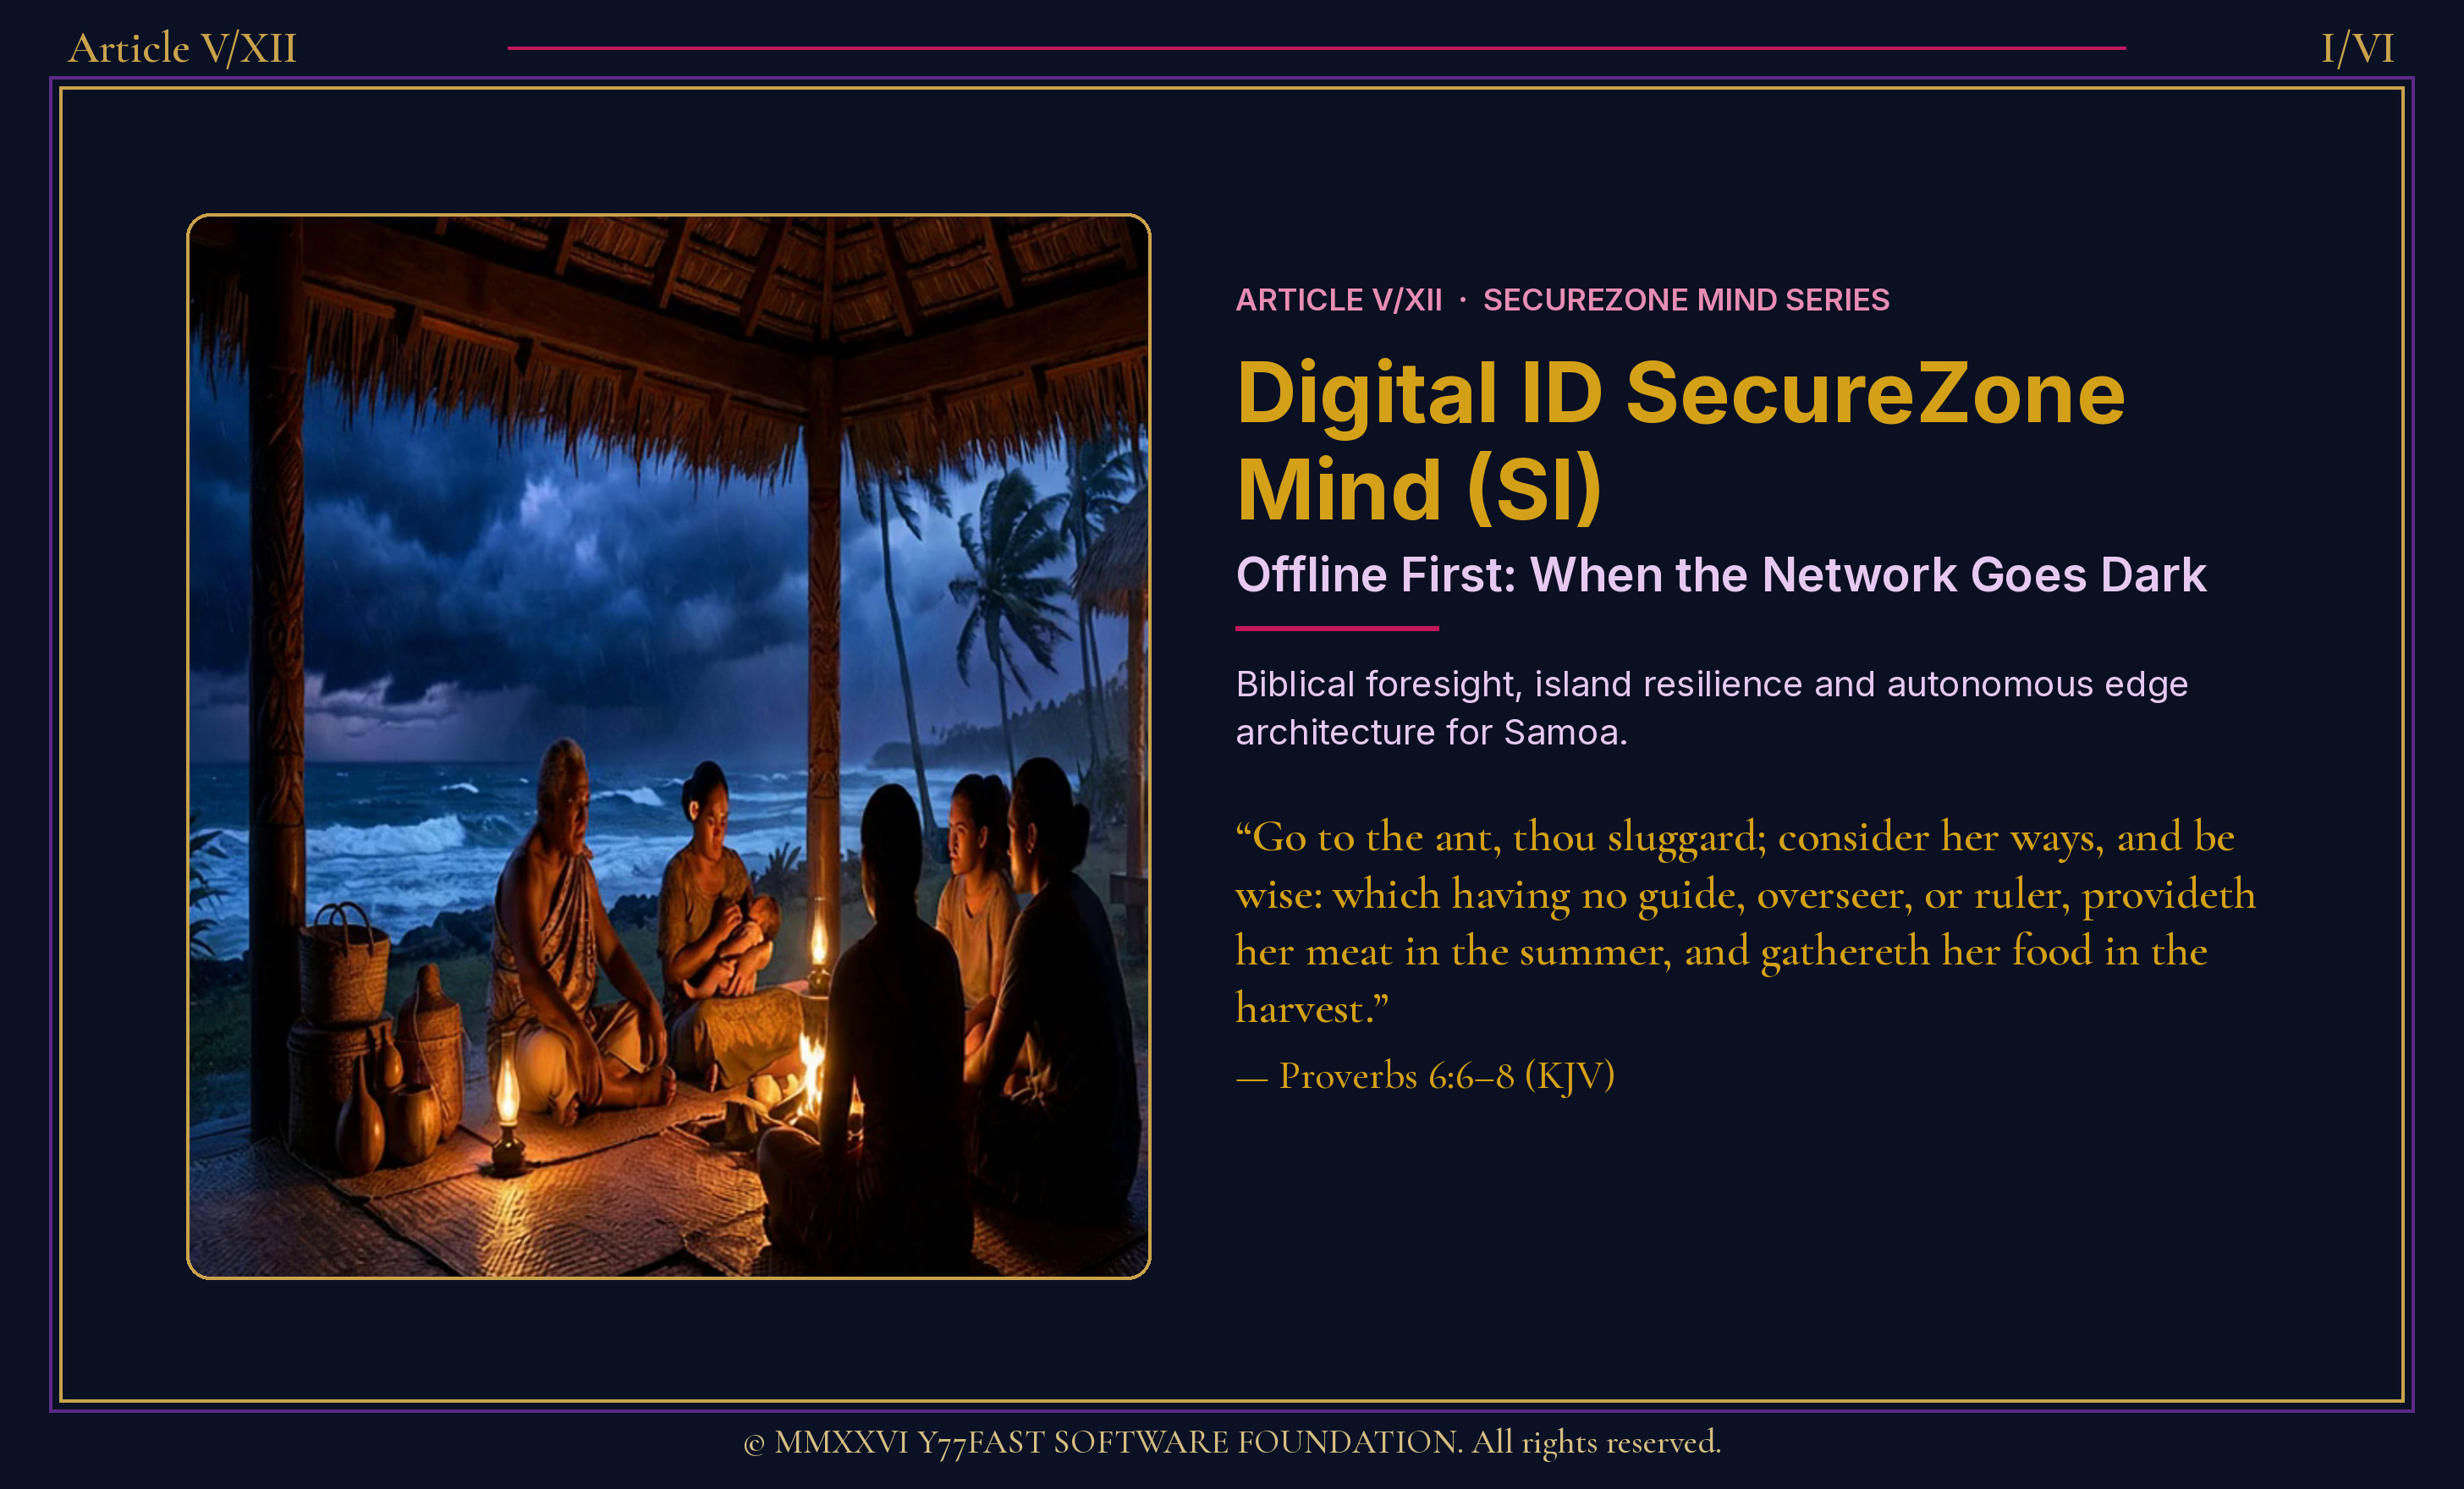 Article V/XII
I/VI
ARTICLE V/XII · SECUREZONE MIND SERIES
Digital ID SecureZone
Mind (SI)
Offline First: When the Network Goes Dark
Biblical foresight, island resilience and autonomous edge
architecture for Samoa.
“Go to the ant, thou sluggard; consider her ways, and be
wise: which having no guide, overseer, or ruler, provideth
her meat in the summer, and gathereth her food in the
harvest.”
— Proverbs 6:6–8 (KJV)
© MMXXVI Y77FAST SOFTWARE FOUNDATION. All rights reserved.